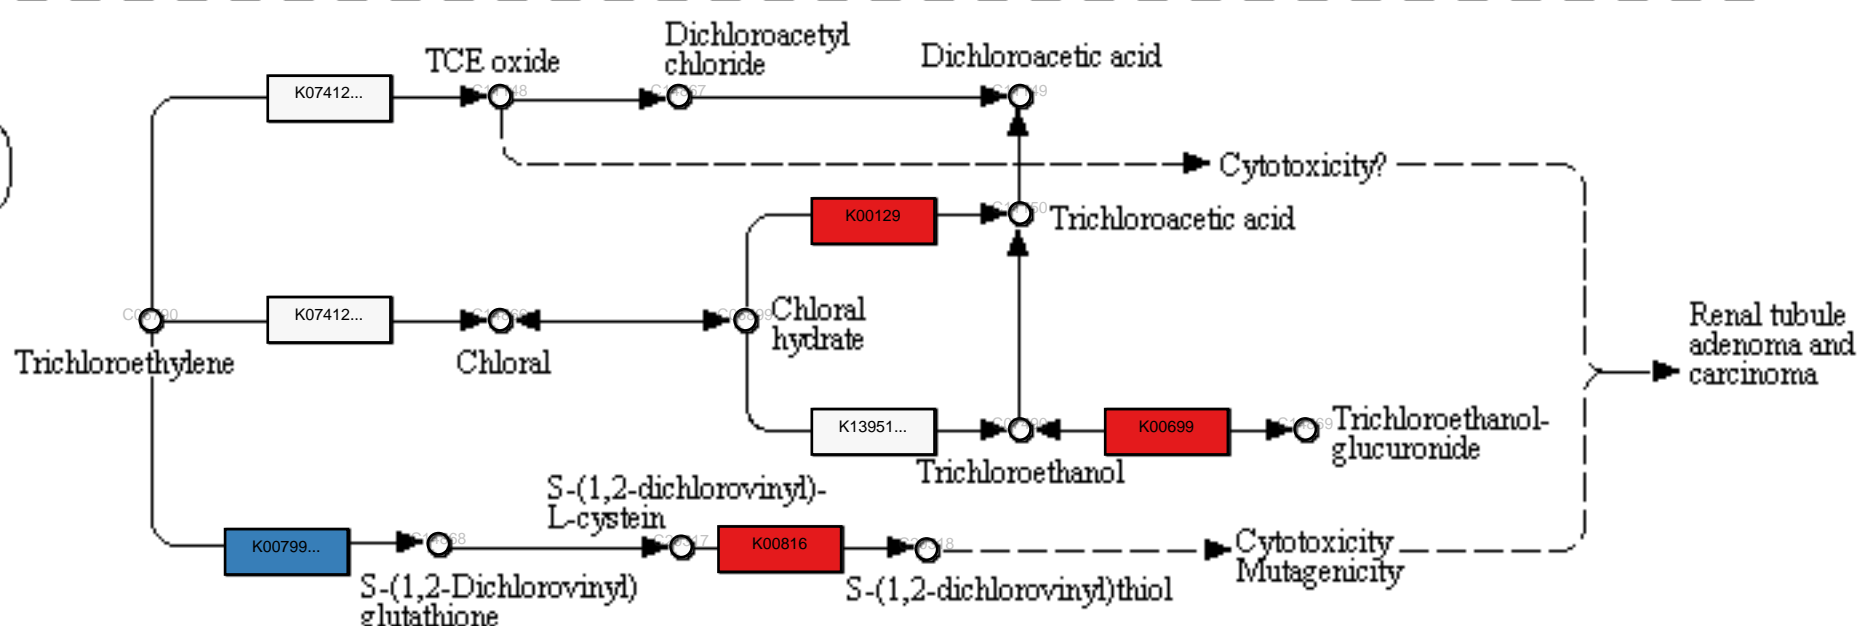 Dichloroacetyl
chloride
TCE oxide
Dichloroacetic acid
K07412...
Cytotoxicity?
K00129
Trichloroacetic acid
K07412...
Chloral
hydrate
Trichloroethylene
Chloral
Renal tubule
adenoma and
carcinoma
K13951...
K00699
Trichloroethanol-
glucuronide
Trichloroethanol
S-(1,2-dichlorovinyl)-
L-cystein
K00799...
K00816
S-(1,2-Dichlorovinyl)
glutathione
S-(1,2-dichlorovinyl)thiol
Cytotoxicity
Mutagenicity